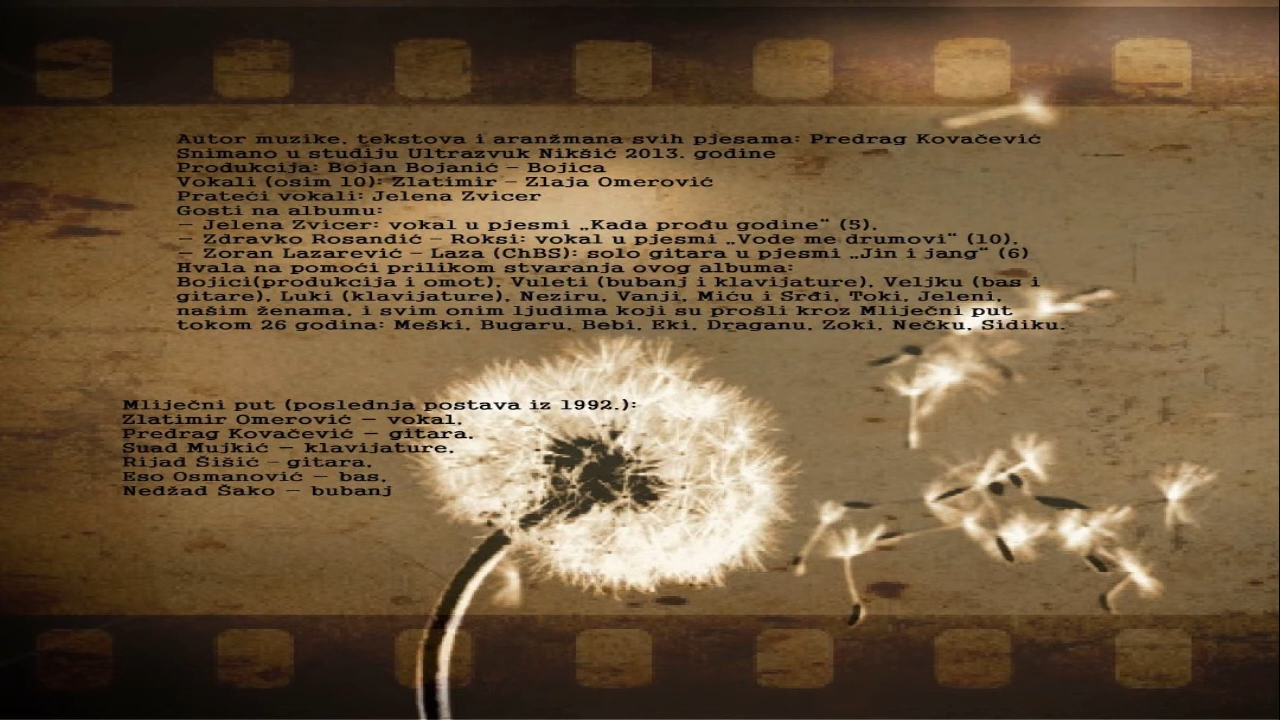 Autor muzike, tekstova i aranžmana svih pjesama: Predrag Kovačević
Snimano u studiju Ultrazvuk Nikšić 2013. godine
Produkcija: Bojan Bojanić – Bojica
Vokali (osim 10): Zlatimir – Zlaja Omerović
Prateći vokali: Jelena Zvicer
Gosti na albumu:
– Jelena Zvicer: vokal u pjesmi „Kada prođu godine“ (5),
– Zdravko Rosandić – Roksi: vokal u pjesmi „Vode me drumovi“ (10),
– Zoran Lazarević – Laza (ChBS): solo gitara u pjesmi „Jin i jang“ (6)
Hvala na pomoći prilikom stvaranja ovog albuma:
Bojici(produkcija i omot), Vuleti (bubanj i klavijature), Veljku (bas i
gitare), Luki (klavijature), Neziru, Vanji, Mići i Srđi, Toki, Jeleni,
našim ženama, i svim onim ljudima koji su prošli kroz Mliječni put
tokom 26 godina: Meški, Bugaru, Bebi, Eki, Draganu, Zoki, Nečku, Sidiku.
Mliječni put (poslednja postava iz 1992.):
Zlatimir Omerović – vokal,
Predrag Kovačević – gitara,
Suad Mujkić – klavijature,
Rijad Šišić – gitara,
Eso Osmanović – bas,
Nedžad Šako – bubanj